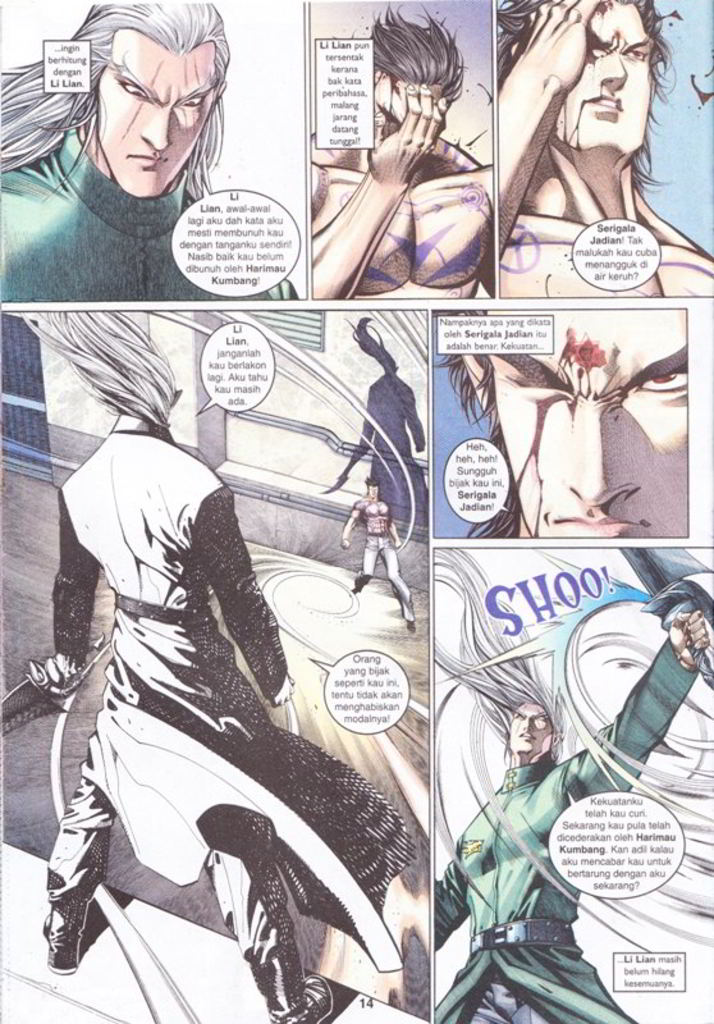 ...ingin
berhitung
dengan
Li Lian.
Li
Lian, awal-awal
lagi aku dah kata aku
mesti membunuh kau
dengan tanganku sendiri!
Nasib baik kau belum
dibunuh oleh Harimau
Kumbang!
Li Lian pun
tersentak
kerana
bak kata
peribahasa,
malang
jarang
datang
tunggal!
Serigala
Jadian! Tak
malukah kau cuba
menangguk di
air keruh?
Li
Lian,
janganlah
kau berlakon
lagi. Aku tahu
kau masih
ada.
Orang
yang bijak
seperti kau ini,
tentu tidak akan
menghabiskan
modalnya!
Nampaknya apa yang dikata
oleh Serigala Jadian itu
adalah benar. Kekuatan...
Heh,
heh, heh!
Sungguh
bijak kau ini,
Serigala
Jadian!
SHOO!
Kekuatanku
telah kau curi.
Sekarang kau pula telah
dicederakan oleh Harimau
Kumbang. Kan adil kalau
aku mencabar kau untuk
bertarung dengan aku
sekarang?
...Li Lian masih
belum hilang
kesemuanya.
14